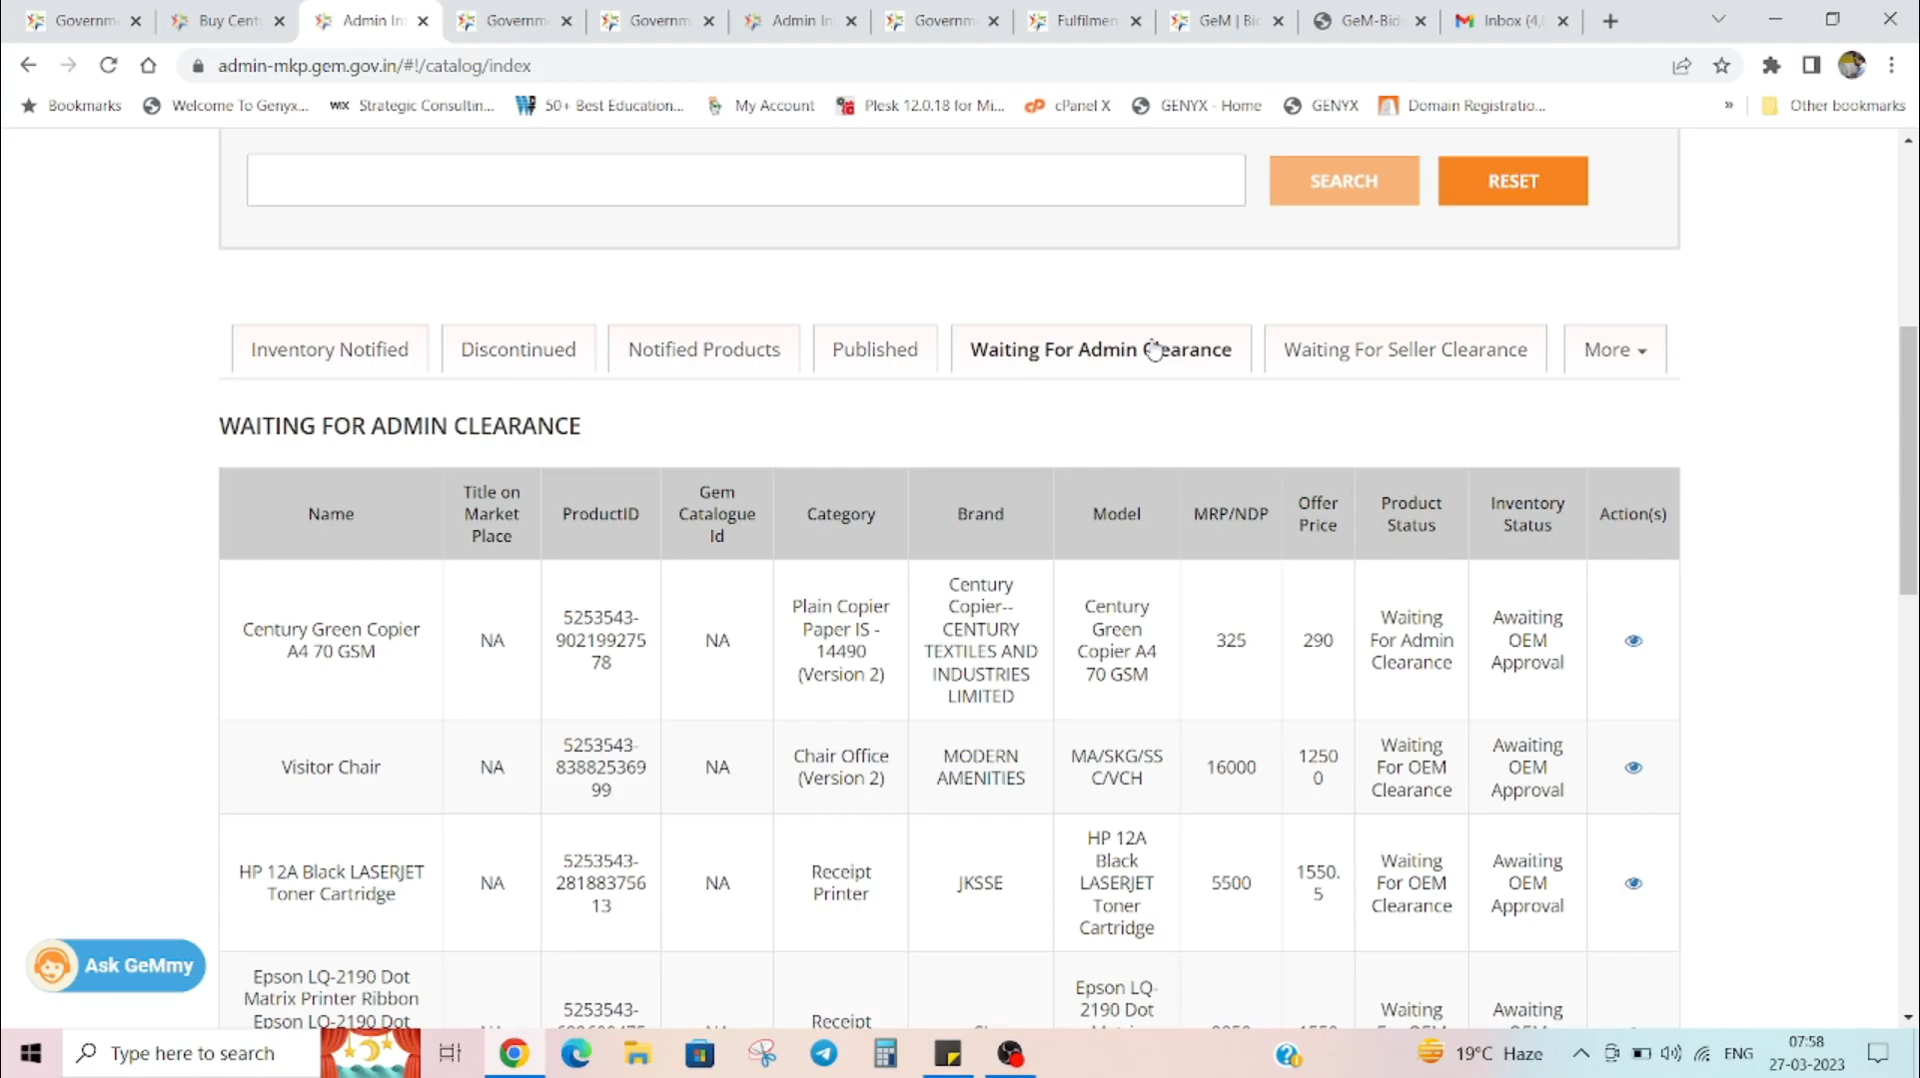 Governme
Buy Cent
Admin In
Governme
Governm
Admin In
Governm
Fulfilmen
GeM | Bid
GeM-Bid
Inbox (4,
admin-mkp.gem.gov.in/#!/catalog/index
Bookmarks
Welcome To Genyx...
WIX Strategic Consultin...
50+ Best Education...
My Account
Plesk 12.0.18 for Mi...
cPanel X
GENYX - Home
GENYX
Domain Registratio...
»
Other bookmarks
SEARCH
RESET
Inventory Notified
Discontinued
Notified Products
Published
Waiting For Admin Clearance
Waiting For Seller Clearance
More
WAITING FOR ADMIN CLEARANCE
Name
Title on
Market
Place
ProductID
Gem
Catalogue
Id
Category
Brand
Model
MRP/NDP
Offer
Price
Product
Status
Inventory
Status
Action(s)
Century Green Copier
A4 70 GSM
NA
5253543-
902199275
78
NA
Plain Copier
Paper IS -
14490
(Version 2)
Century
Copier--
CENTURY
TEXTILES AND
INDUSTRIES
LIMITED
Century
Green
Copier A4
70 GSM
325
290
Waiting
For Admin
Clearance
Awaiting
OEM
Approval
Visitor Chair
NA
5253543-
838825369
99
NA
Chair Office
(Version 2)
MODERN
AMENITIES
MA/SKG/SS
C/VCH
16000
1250
0
Waiting
For OEM
Clearance
Awaiting
OEM
Approval
HP 12A Black LASERJET
Toner Cartridge
NA
5253543-
281883756
13
NA
Receipt
Printer
JKSSE
HP 12A
Black
LASERJET
Toner
Cartridge
5500
1550.
5
Waiting
For OEM
Clearance
Awaiting
OEM
Approval
Epson LQ-2190 Dot
Matrix Printer Ribbon
Epson LQ-2190 Dot
5253543-
Receipt
Epson LQ-
2190 Dot
Waiting
Awaiting
Ask GeMmy
Type here to search
19°C Haze
ENG
07:58
27-03-2023